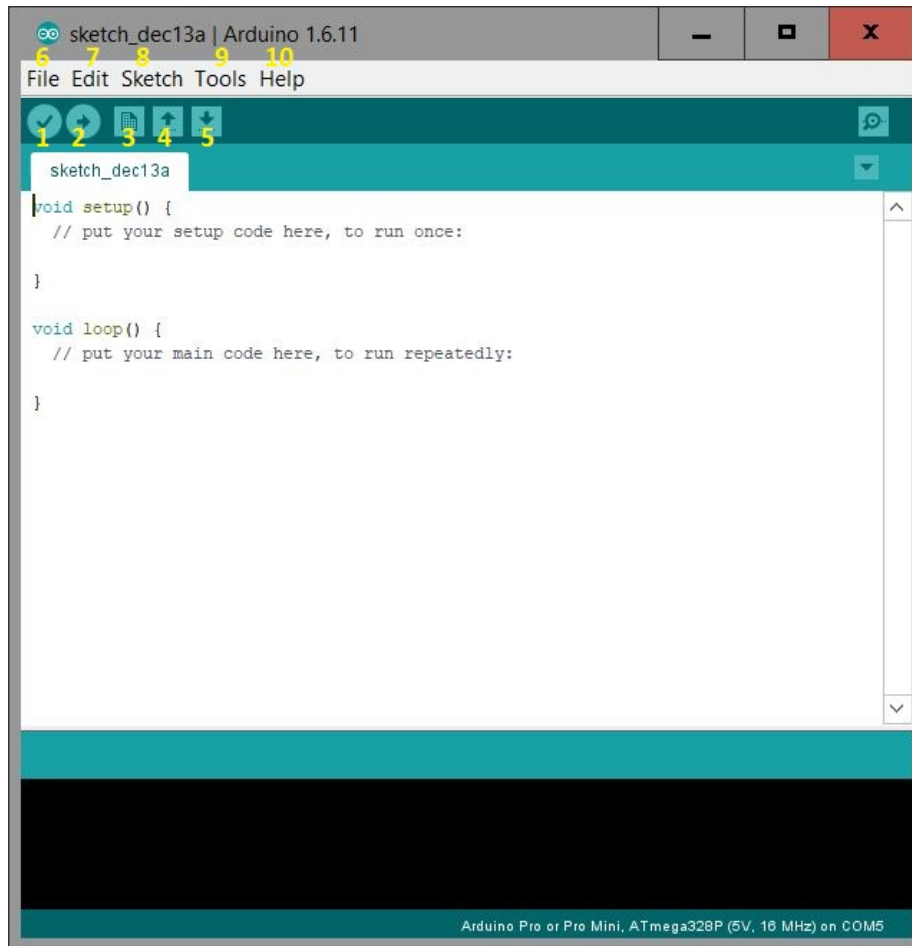 sketch_dec13a | Arduino 1.6.11
6 7 8 9 10
File Edit Sketch Tools Help
1 2 3 4 5
sketch_dec13a
void setup() {
  // put your setup code here, to run once:
}
void loop() {
  // put your main code here, to run repeatedly:
}
Arduino Pro or Pro Mini, ATmega328P (5V, 16 MHz) on COM5